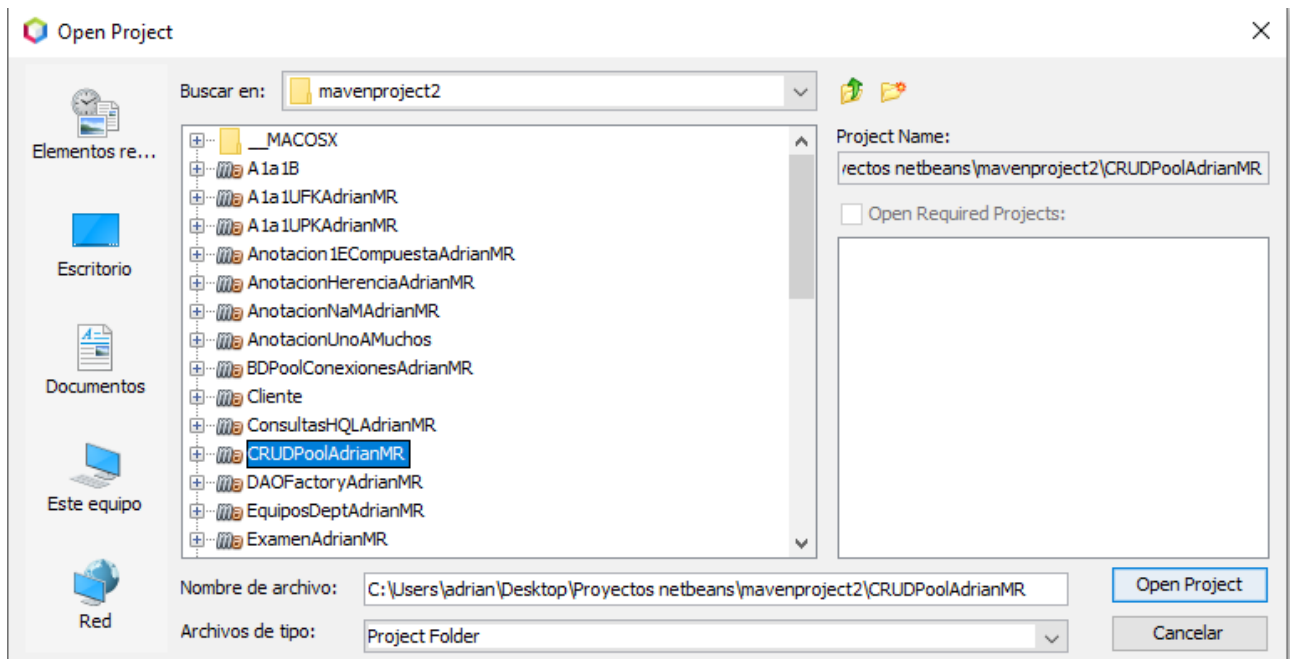 Open Project
Buscar en:
mavenproject2
Elementos re...
Escritorio
Documentos
Este equipo
Red
__MACOSX
A1a1B
A1a1UFKAdrianMR
A1a1UPKAdrianMR
Anotacion1ECompuestaAdrianMR
AnotacionHerenciaAdrianMR
AnotacionNaMAdrianMR
AnotacionUnoAMuchos
BDPoolConexionesAdrianMR
Cliente
ConsultasHQLAdrianMR
CRUDPoolAdrianMR
DAOFactoryAdrianMR
EquiposDeptAdrianMR
ExamenAdrianMR
Project Name:
yectos netbeans\mavenproject2\CRUDPoolAdrianMR
Open Required Projects:
Nombre de archivo:
C:\Users\adrian\Desktop\Proyectos netbeans\mavenproject2\CRUDPoolAdrianMR
Open Project
Archivos de tipo:
Project Folder
Cancelar